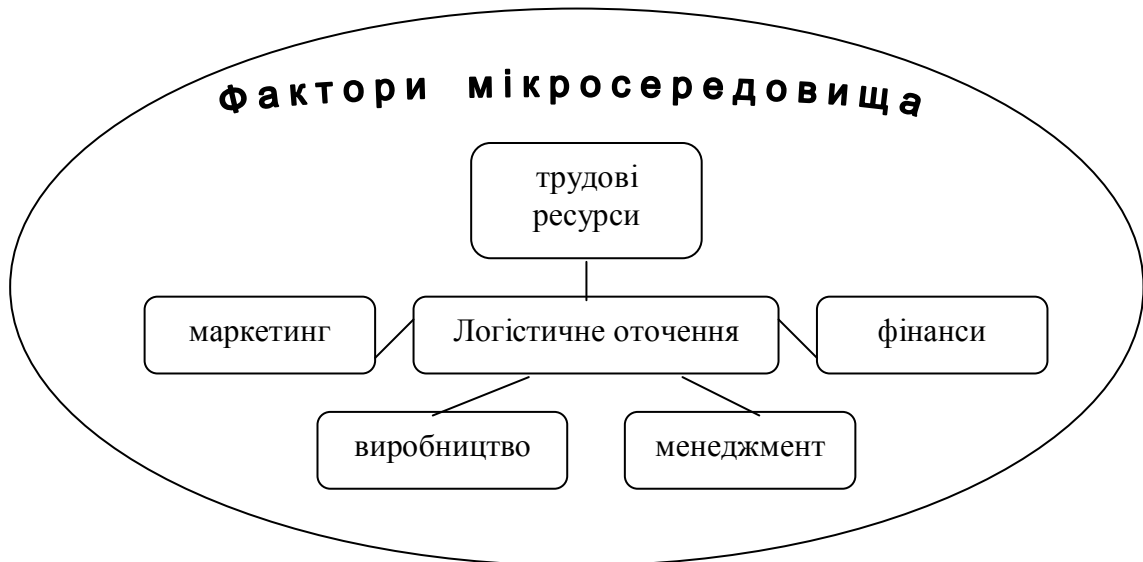 Фактори мікросередовища
трудові
ресурси
маркетинг
Логістичне оточення
фінанси
виробництво
менеджмент